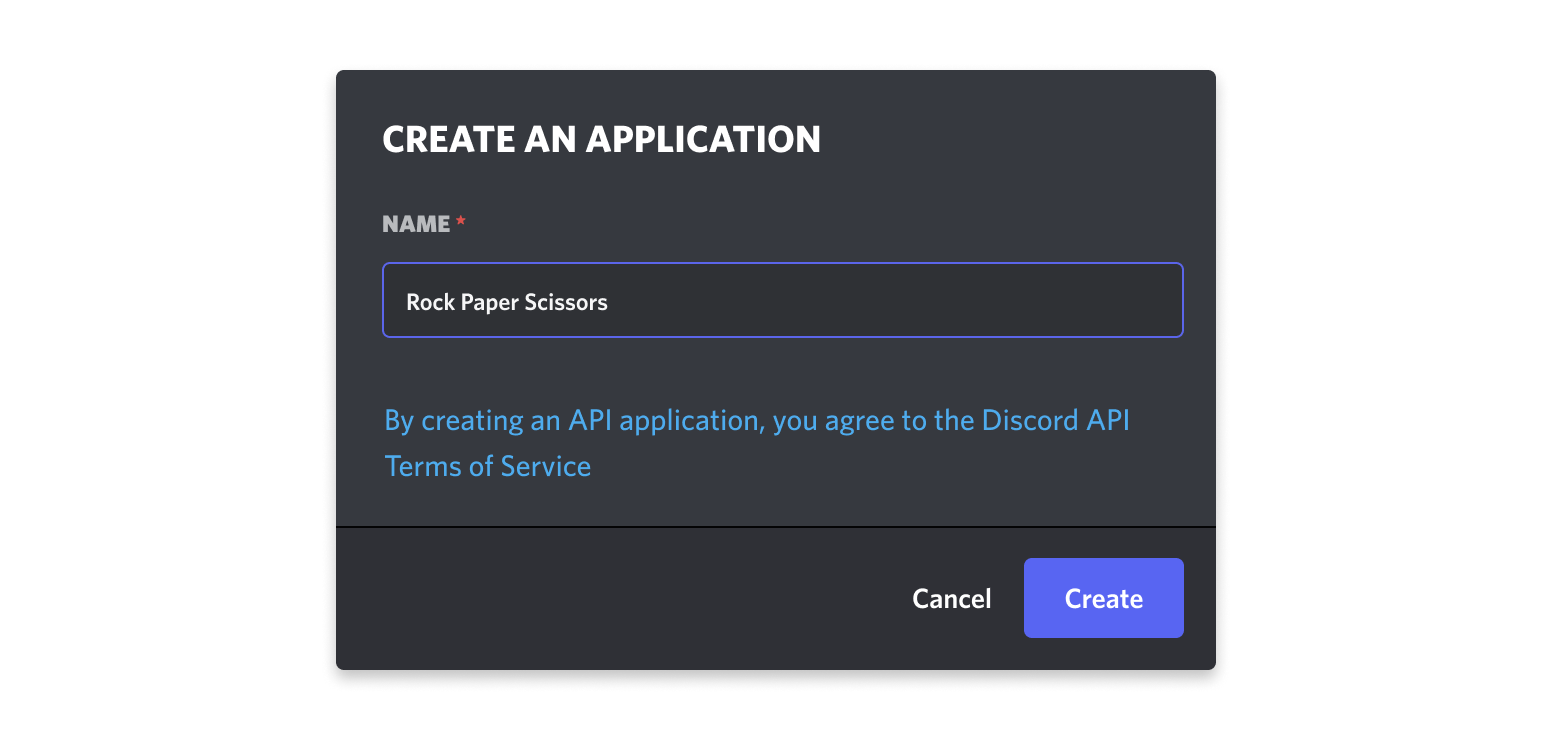 CREATE AN APPLICATION
NAME *
Rock Paper Scissors
By creating an API application, you agree to the Discord API
Terms of Service
Cancel
Create